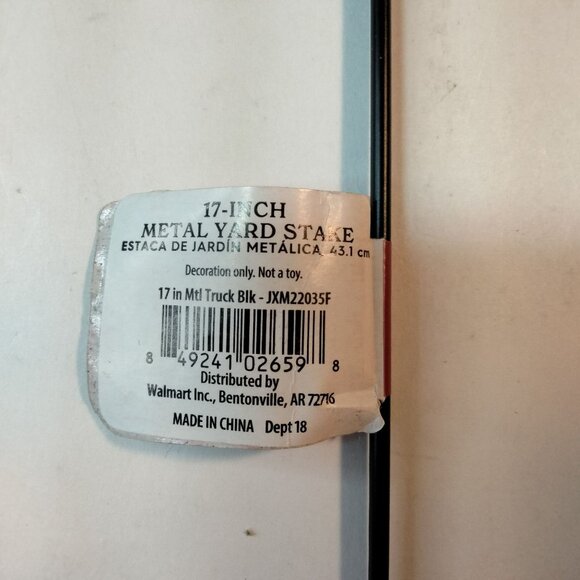 17-INCH
METAL YARD STAKE
ESTACA DE JARDÍN METÁLICA, 43.1 cm
Decoration only. Not a toy.
17 in Mtl Truck Blk - JXM22035F
8 49241 02659 8
Distributed by
Walmart Inc., Bentonville, AR 72716
MADE IN CHINA Dept 18